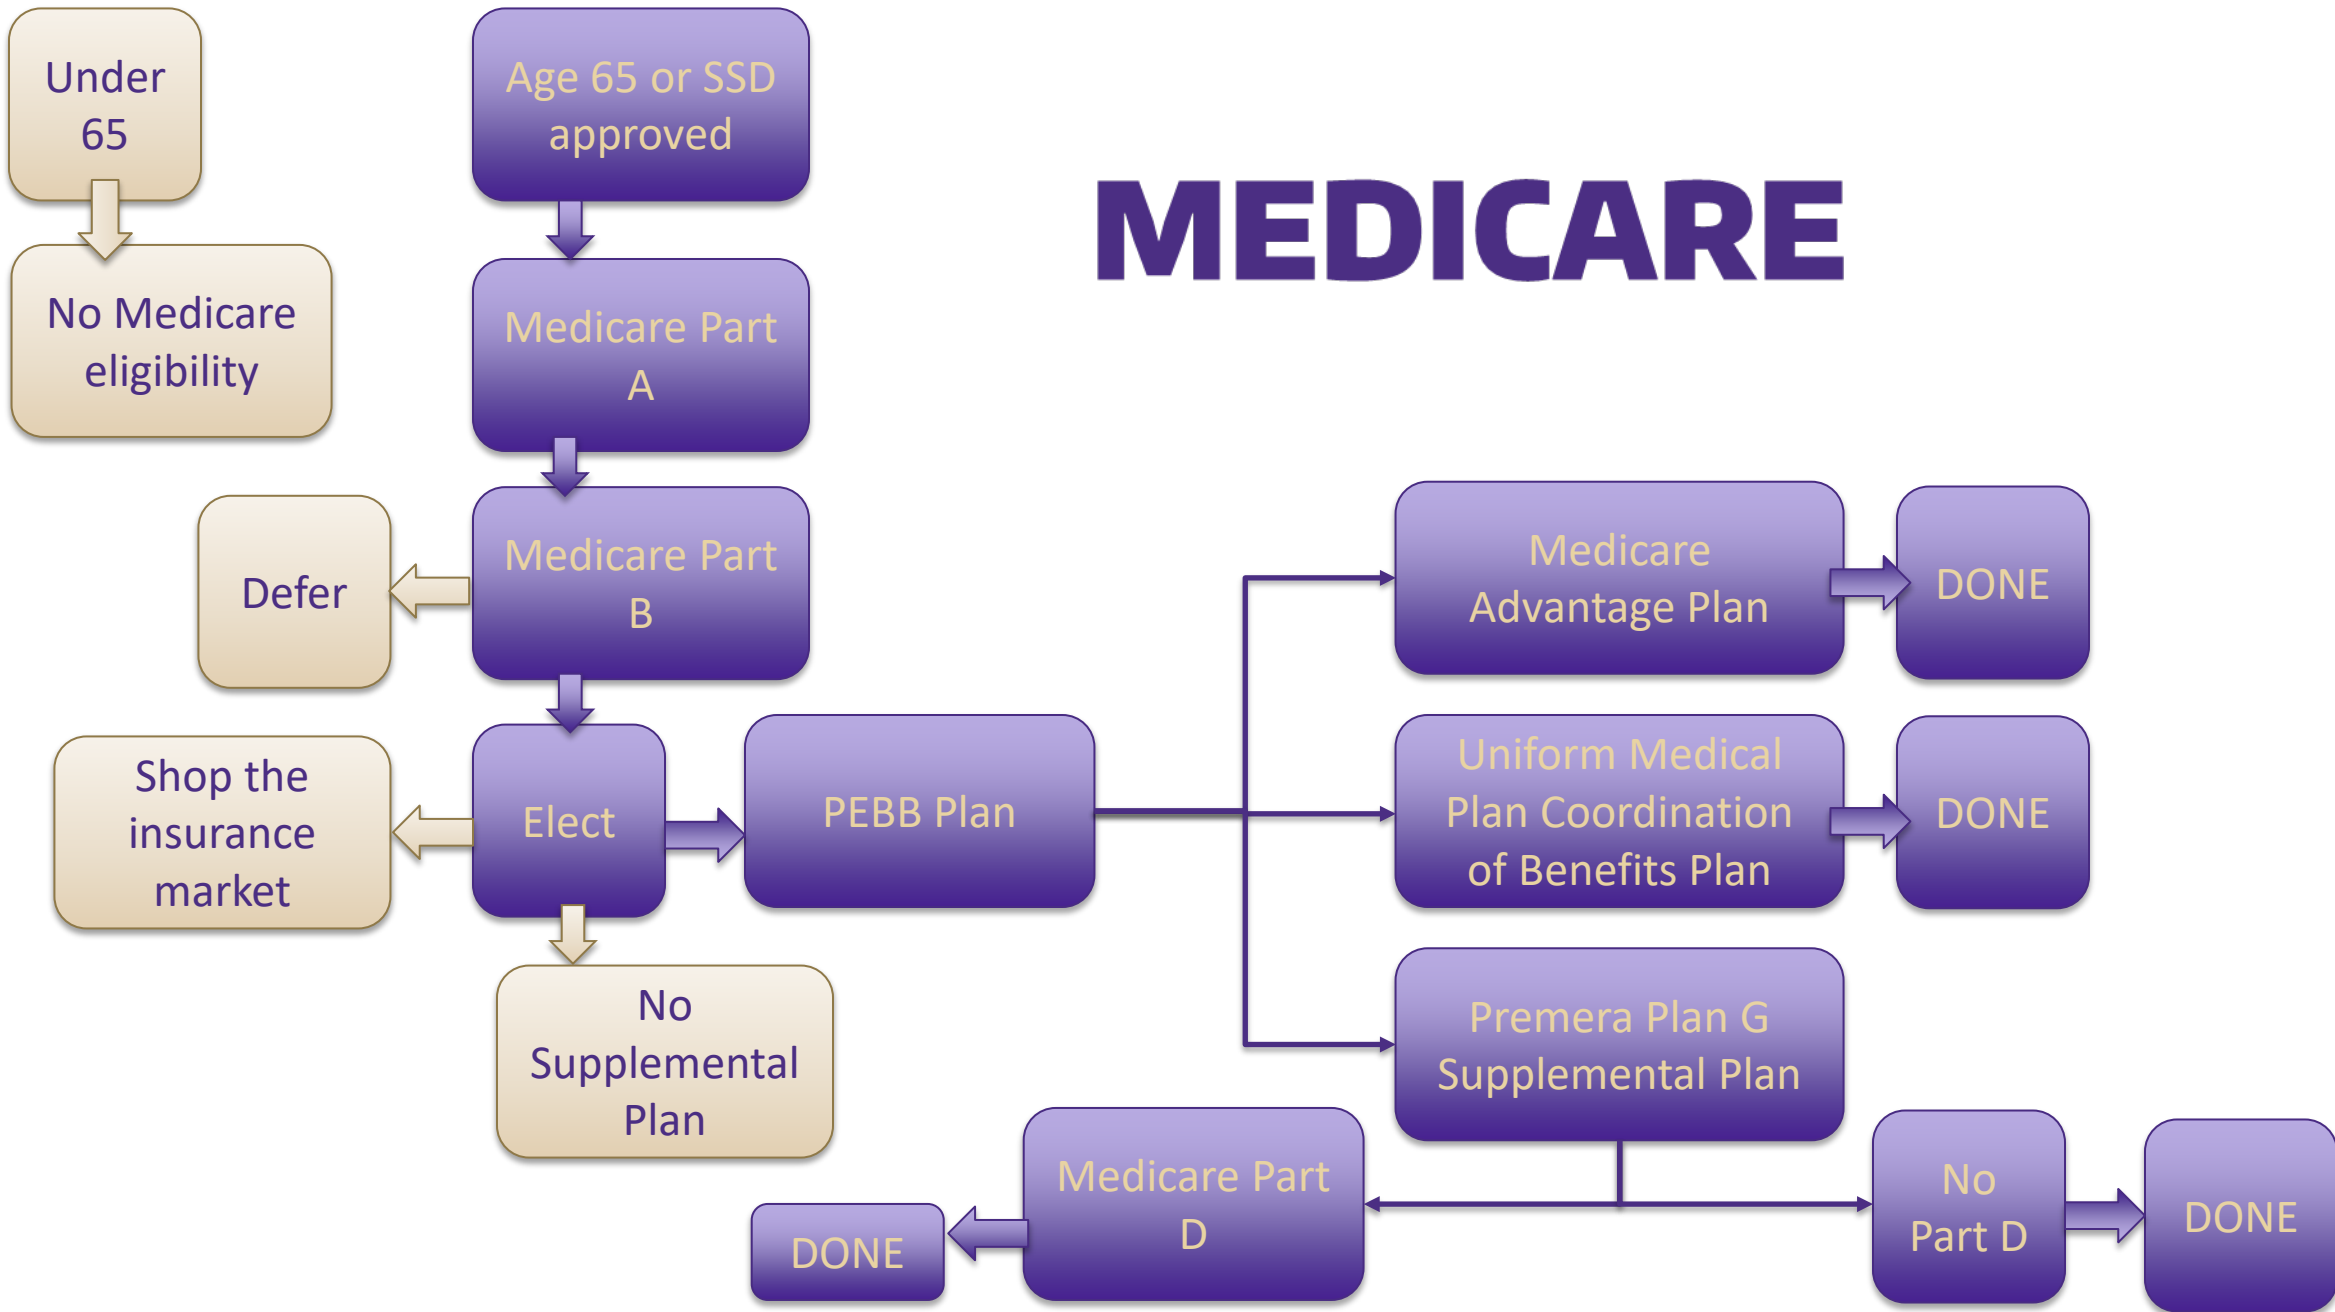 Under
65
Age 65 or SSD
approved
MEDICARE
No Medicare
eligibility
Medicare Part
A
Defer
Medicare Part
B
Medicare
Advantage Plan
DONE
Shop the
insurance
market
Elect
PEBB Plan
Uniform Medical
Plan Coordination
of Benefits Plan
DONE
No
Supplemental
Plan
Premera Plan G
Supplemental Plan
DONE
Medicare Part
D
No
Part D
DONE